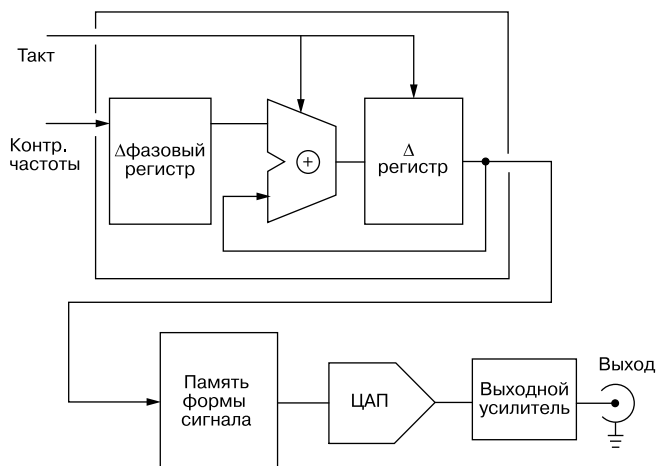 Такт
Контр.
частоты
Δфазовый
регистр
+
Δ
регистр
Память
формы
сигнала
ЦАП
Выходной
усилитель
Выход